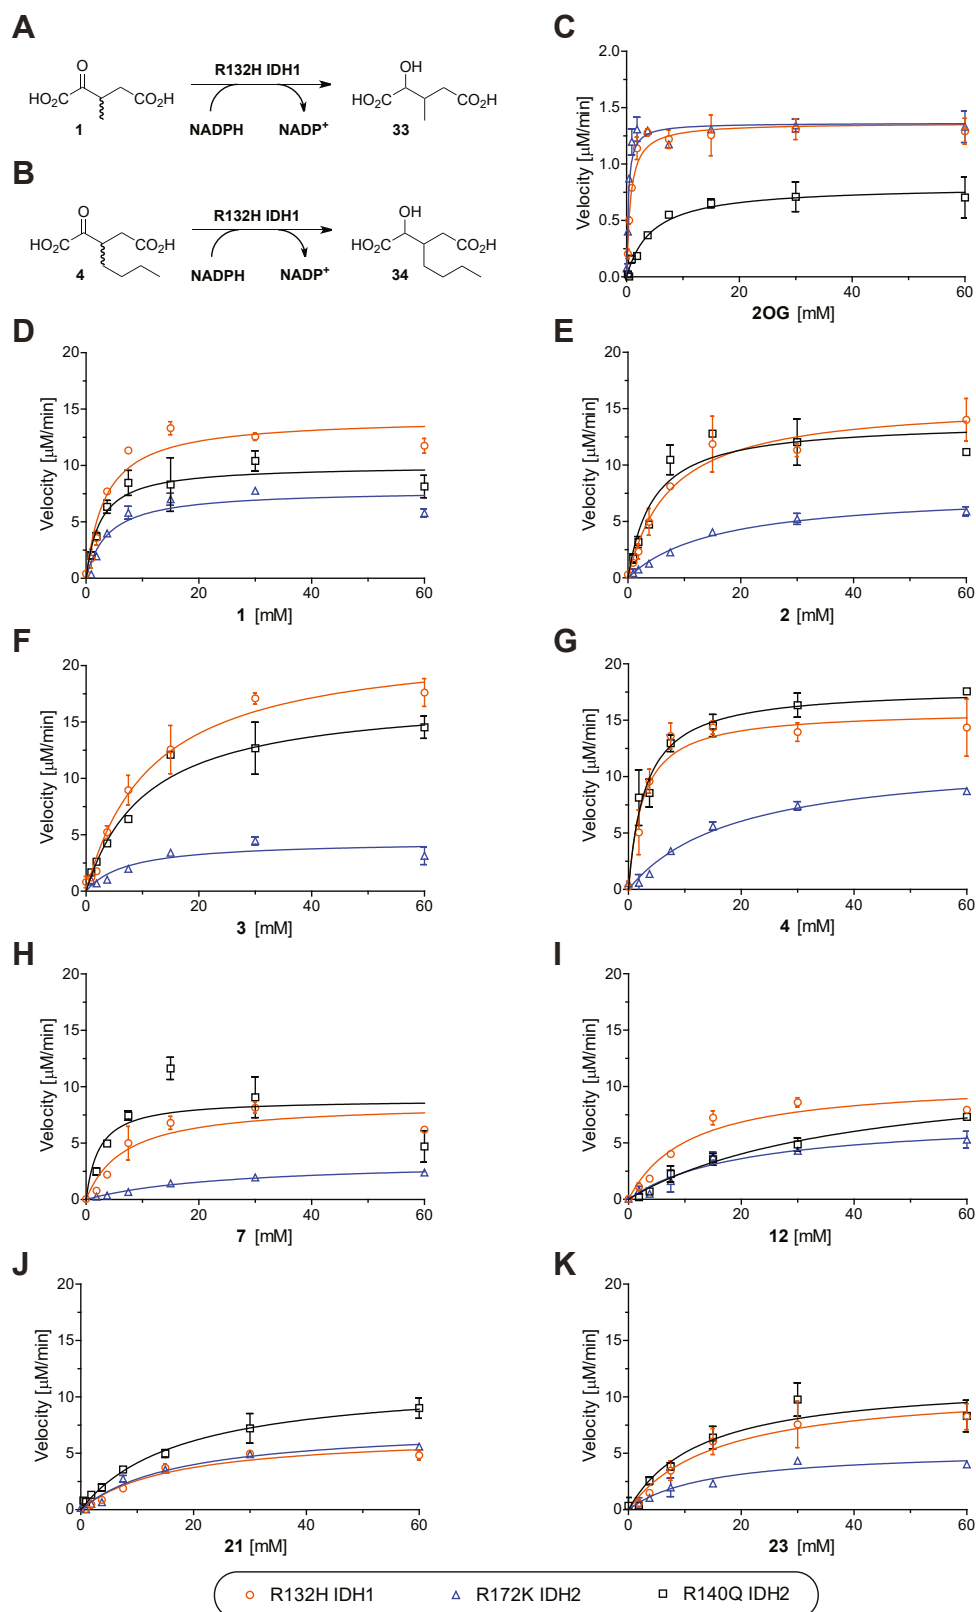 A
O
HO₂C
CO₂H
1
R132H IDH1
NADPH
NADP⁺
OH
HO₂C
CO₂H
33
B
O
HO₂C
CO₂H
4
R132H IDH1
NADPH
NADP⁺
OH
HO₂C
CO₂H
34
C
Velocity [µM/min]
2.0
1.5
1.0
0.5
0.0
0 20 40 60
2OG [mM]
D
Velocity [µM/min]
20
15
10
5
0
0 20 40 60
1 [mM]
E
Velocity [µM/min]
20
15
10
5
0
0 20 40 60
2 [mM]
F
Velocity [µM/min]
20
15
10
5
0
0 20 40 60
3 [mM]
G
Velocity [µM/min]
20
15
10
5
0
0 20 40 60
4 [mM]
H
Velocity [µM/min]
20
15
10
5
0
0 20 40 60
7 [mM]
I
Velocity [µM/min]
20
15
10
5
0
0 20 40 60
12 [mM]
J
Velocity [µM/min]
20
15
10
5
0
0 20 40 60
21 [mM]
K
Velocity [µM/min]
20
15
10
5
0
0 20 40 60
23 [mM]
R132H IDH1 R172K IDH2 R140Q IDH2